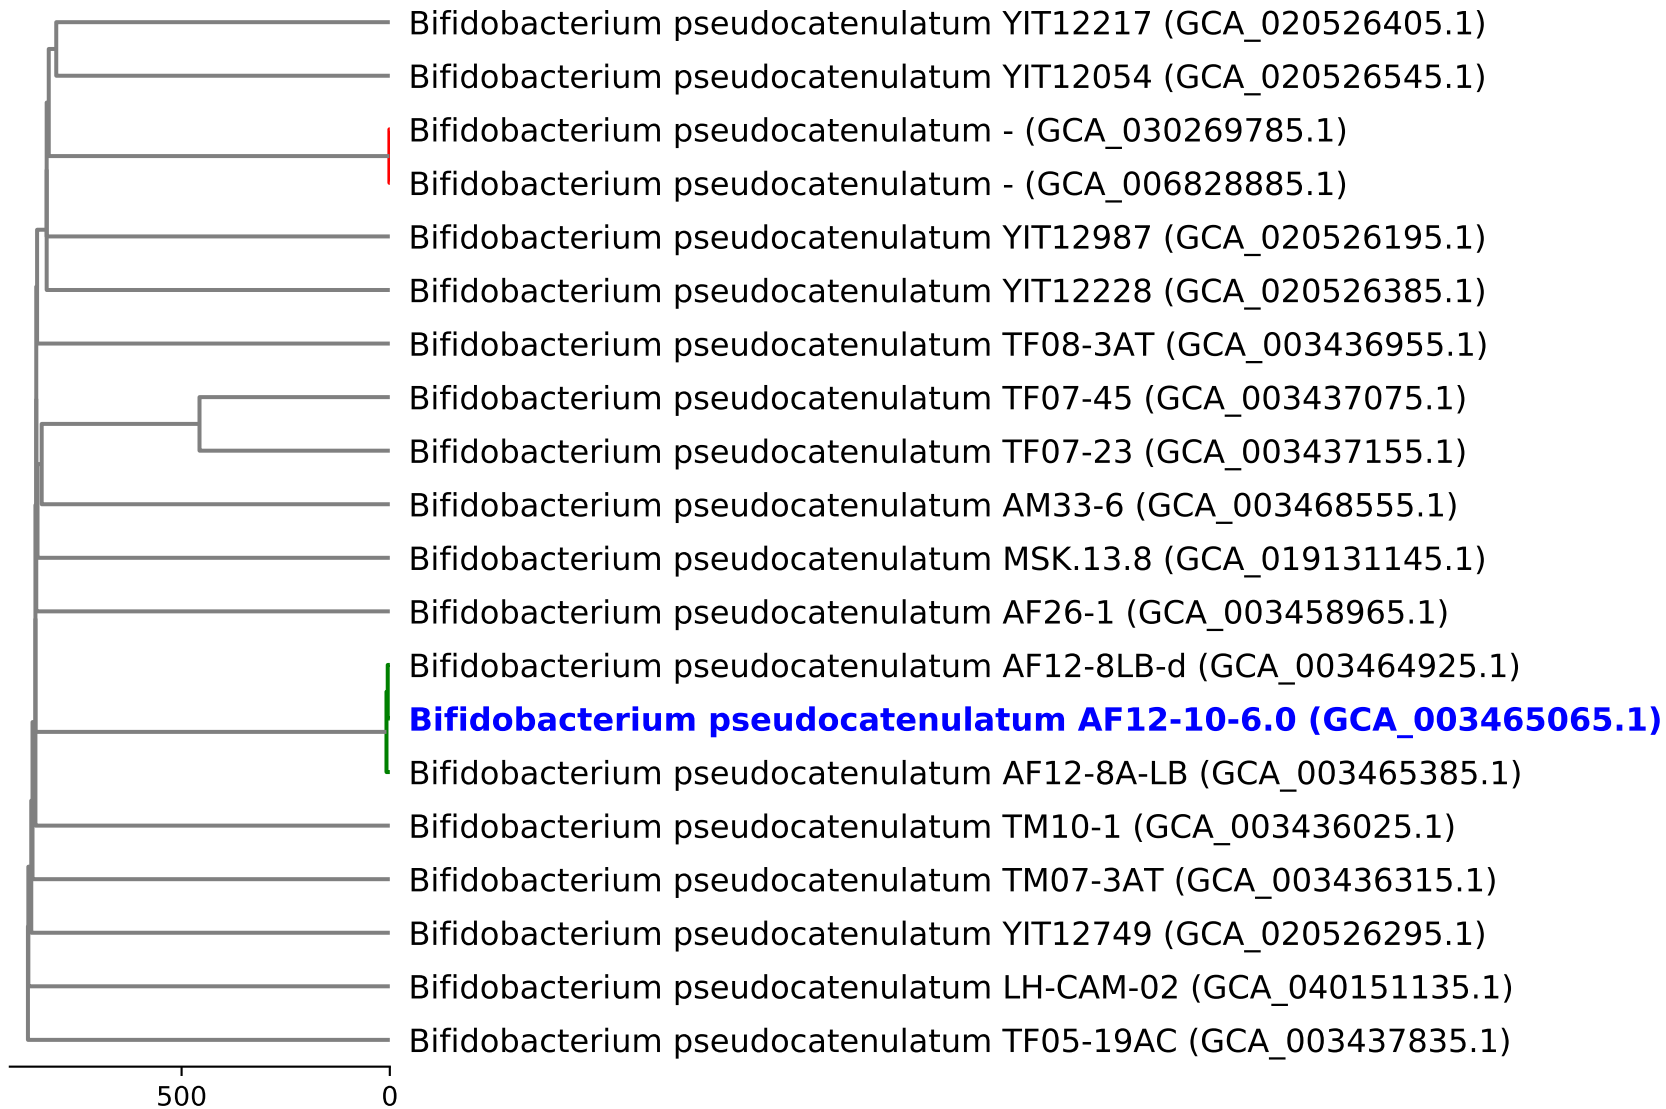 Bifidobacterium pseudocatenulatum YIT12217 (GCA_020526405.1)
Bifidobacterium pseudocatenulatum YIT12054 (GCA_020526545.1)
Bifidobacterium pseudocatenulatum - (GCA_030269785.1)
Bifidobacterium pseudocatenulatum - (GCA_006828885.1)
Bifidobacterium pseudocatenulatum YIT12987 (GCA_020526195.1)
Bifidobacterium pseudocatenulatum YIT12228 (GCA_020526385.1)
Bifidobacterium pseudocatenulatum TF08-3AT (GCA_003436955.1)
Bifidobacterium pseudocatenulatum TF07-45 (GCA_003437075.1)
Bifidobacterium pseudocatenulatum TF07-23 (GCA_003437155.1)
Bifidobacterium pseudocatenulatum AM33-6 (GCA_003468555.1)
Bifidobacterium pseudocatenulatum MSK.13.8 (GCA_019131145.1)
Bifidobacterium pseudocatenulatum AF26-1 (GCA_003458965.1)
Bifidobacterium pseudocatenulatum AF12-8LB-d (GCA_003464925.1)
Bifidobacterium pseudocatenulatum AF12-10-6.0 (GCA_003465065.1)
Bifidobacterium pseudocatenulatum AF12-8A-LB (GCA_003465385.1)
Bifidobacterium pseudocatenulatum TM10-1 (GCA_003436025.1)
Bifidobacterium pseudocatenulatum TM07-3AT (GCA_003436315.1)
Bifidobacterium pseudocatenulatum YIT12749 (GCA_020526295.1)
Bifidobacterium pseudocatenulatum LH-CAM-02 (GCA_040151135.1)
Bifidobacterium pseudocatenulatum TF05-19AC (GCA_003437835.1)
500 0